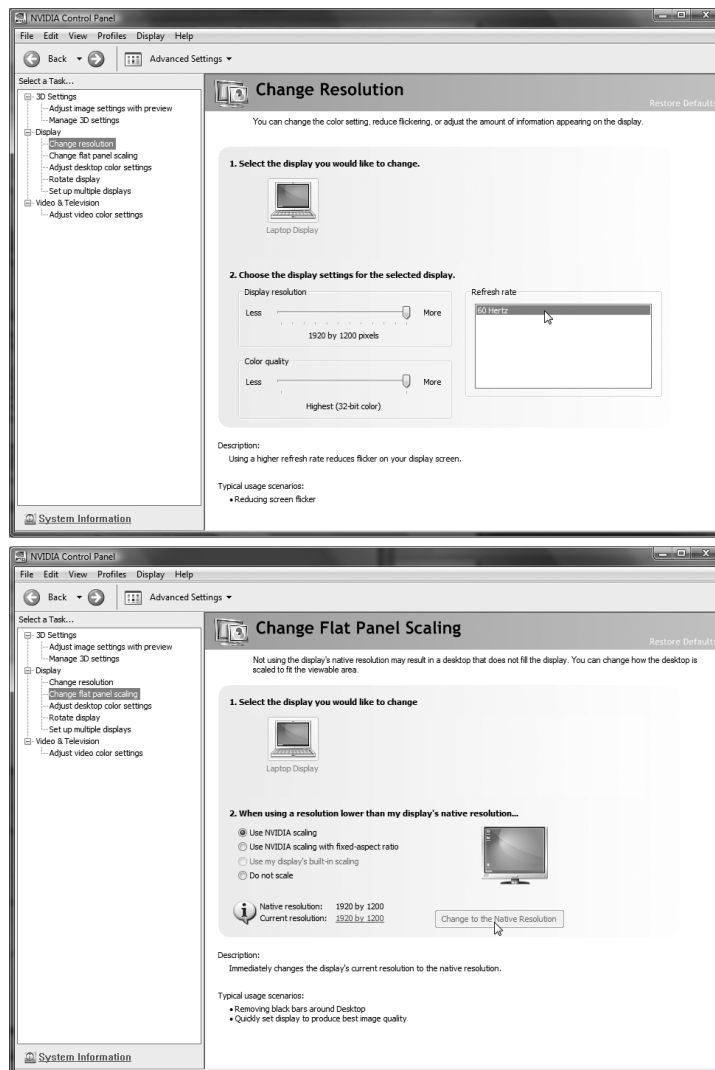 NVIDIA Control Panel
File Edit View Profiles Display Help
Back Advanced Settings
Select a Task...
3D Settings
Adjust image settings with preview
Manage 3D settings
Display
Change resolution
Change flat panel scaling
Adjust desktop color settings
Rotate display
Set up multiple displays
Video & Television
Adjust video color settings
System Information
Change Resolution
Restore Defaults
You can change the color setting, reduce flickering, or adjust the amount of information appearing on the display.
1. Select the display you would like to change.
Laptop Display
2. Choose the display settings for the selected display.
Display resolution
Less More
1920 by 1200 pixels
Color quality
Less More
Highest (32-bit color)
Refresh rate
60 Hertz
Description:
Using a higher refresh rate reduces flicker on your display screen.
Typical usage scenarios:
• Reducing screen flicker
NVIDIA Control Panel
File Edit View Profiles Display Help
Back Advanced Settings
Select a Task...
3D Settings
Adjust image settings with preview
Manage 3D settings
Display
Change resolution
Change flat panel scaling
Adjust desktop color settings
Rotate display
Set up multiple displays
Video & Television
Adjust video color settings
System Information
Change Flat Panel Scaling
Restore Defaults
Not using the display's native resolution may result in a desktop that does not fill the display. You can change how the desktop is
scaled to fit the viewable area.
1. Select the display you would like to change
Laptop Display
2. When using a resolution lower than my display's native resolution...
Use NVIDIA scaling
Use NVIDIA scaling with fixed-aspect ratio
Use my display's built-in scaling
Do not scale
Native resolution: 1920 by 1200
Current resolution: 1920 by 1200
Change to the Native Resolution
Description:
Immediately changes the display's current resolution to the native resolution.
Typical usage scenarios:
• Removing black bars around Desktop
• Quickly set display to produce best image quality